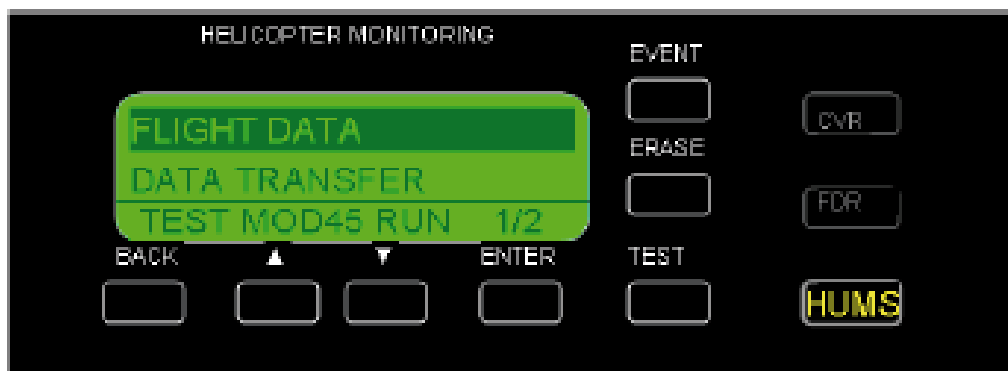 HELICOPTER MONITORING
EVENT
FLIGHT DATA
CVR
ERASE
DATA TRANSFER
FDR
TEST MOD45 RUN 1/2
BACK ▲ ▼ ENTER TEST
HUMS